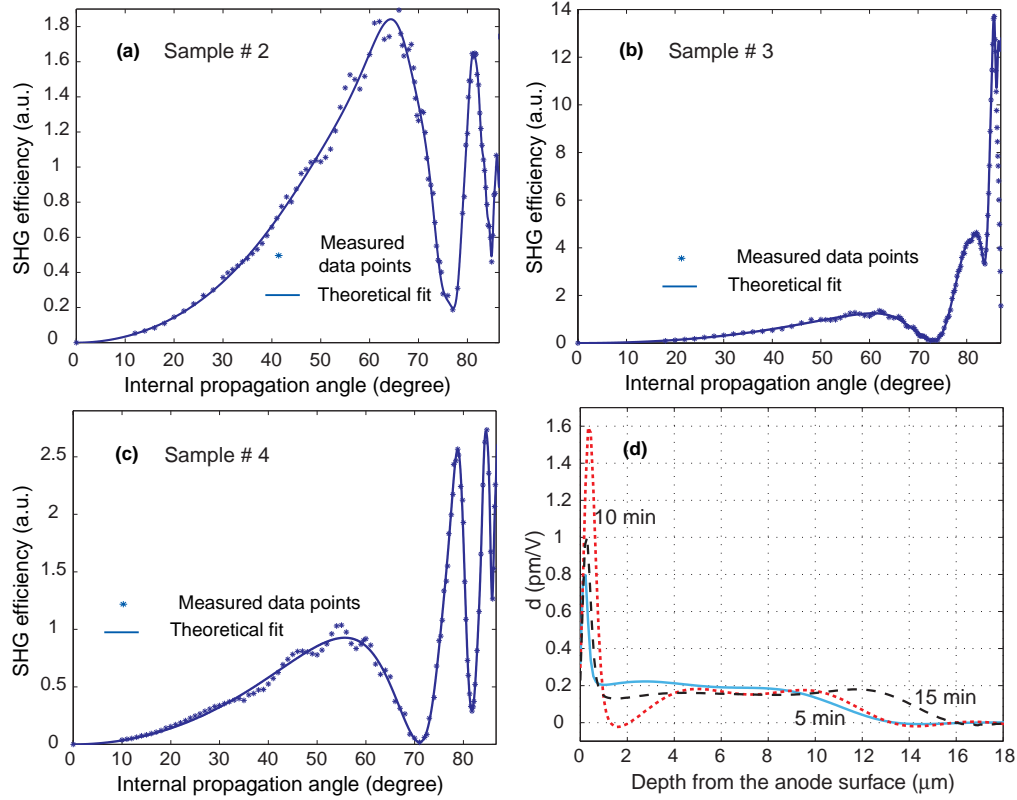 (a) Sample # 2
SHG efficiency (a.u.)
1.8
1.6
1.4
1.2
1
0.8
0.6
0.4
0.2
0
Measured
data points
Theoretical fit
0 10 20 30 40 50 60 70 80
Internal propagation angle (degree)
(b) Sample # 3
SHG efficiency (a.u.)
14
12
10
8
6
4
2
0
Measured data points
Theoretical fit
0 20 40 60 80
Internal propagation angle (degree)
(c) Sample # 4
SHG efficiency (a.u.)
2.5
2
1.5
1
0.5
0
Measured data points
Theoretical fit
0 10 20 30 40 50 60 70 80
Internal propagation angle (degree)
(d)
d (pm/V)
1.6
1.4
1.2
1
0.8
0.6
0.4
0.2
0
10 min
15 min
5 min
0 2 4 6 8 10 12 14 16 18
Depth from the anode surface (μm)